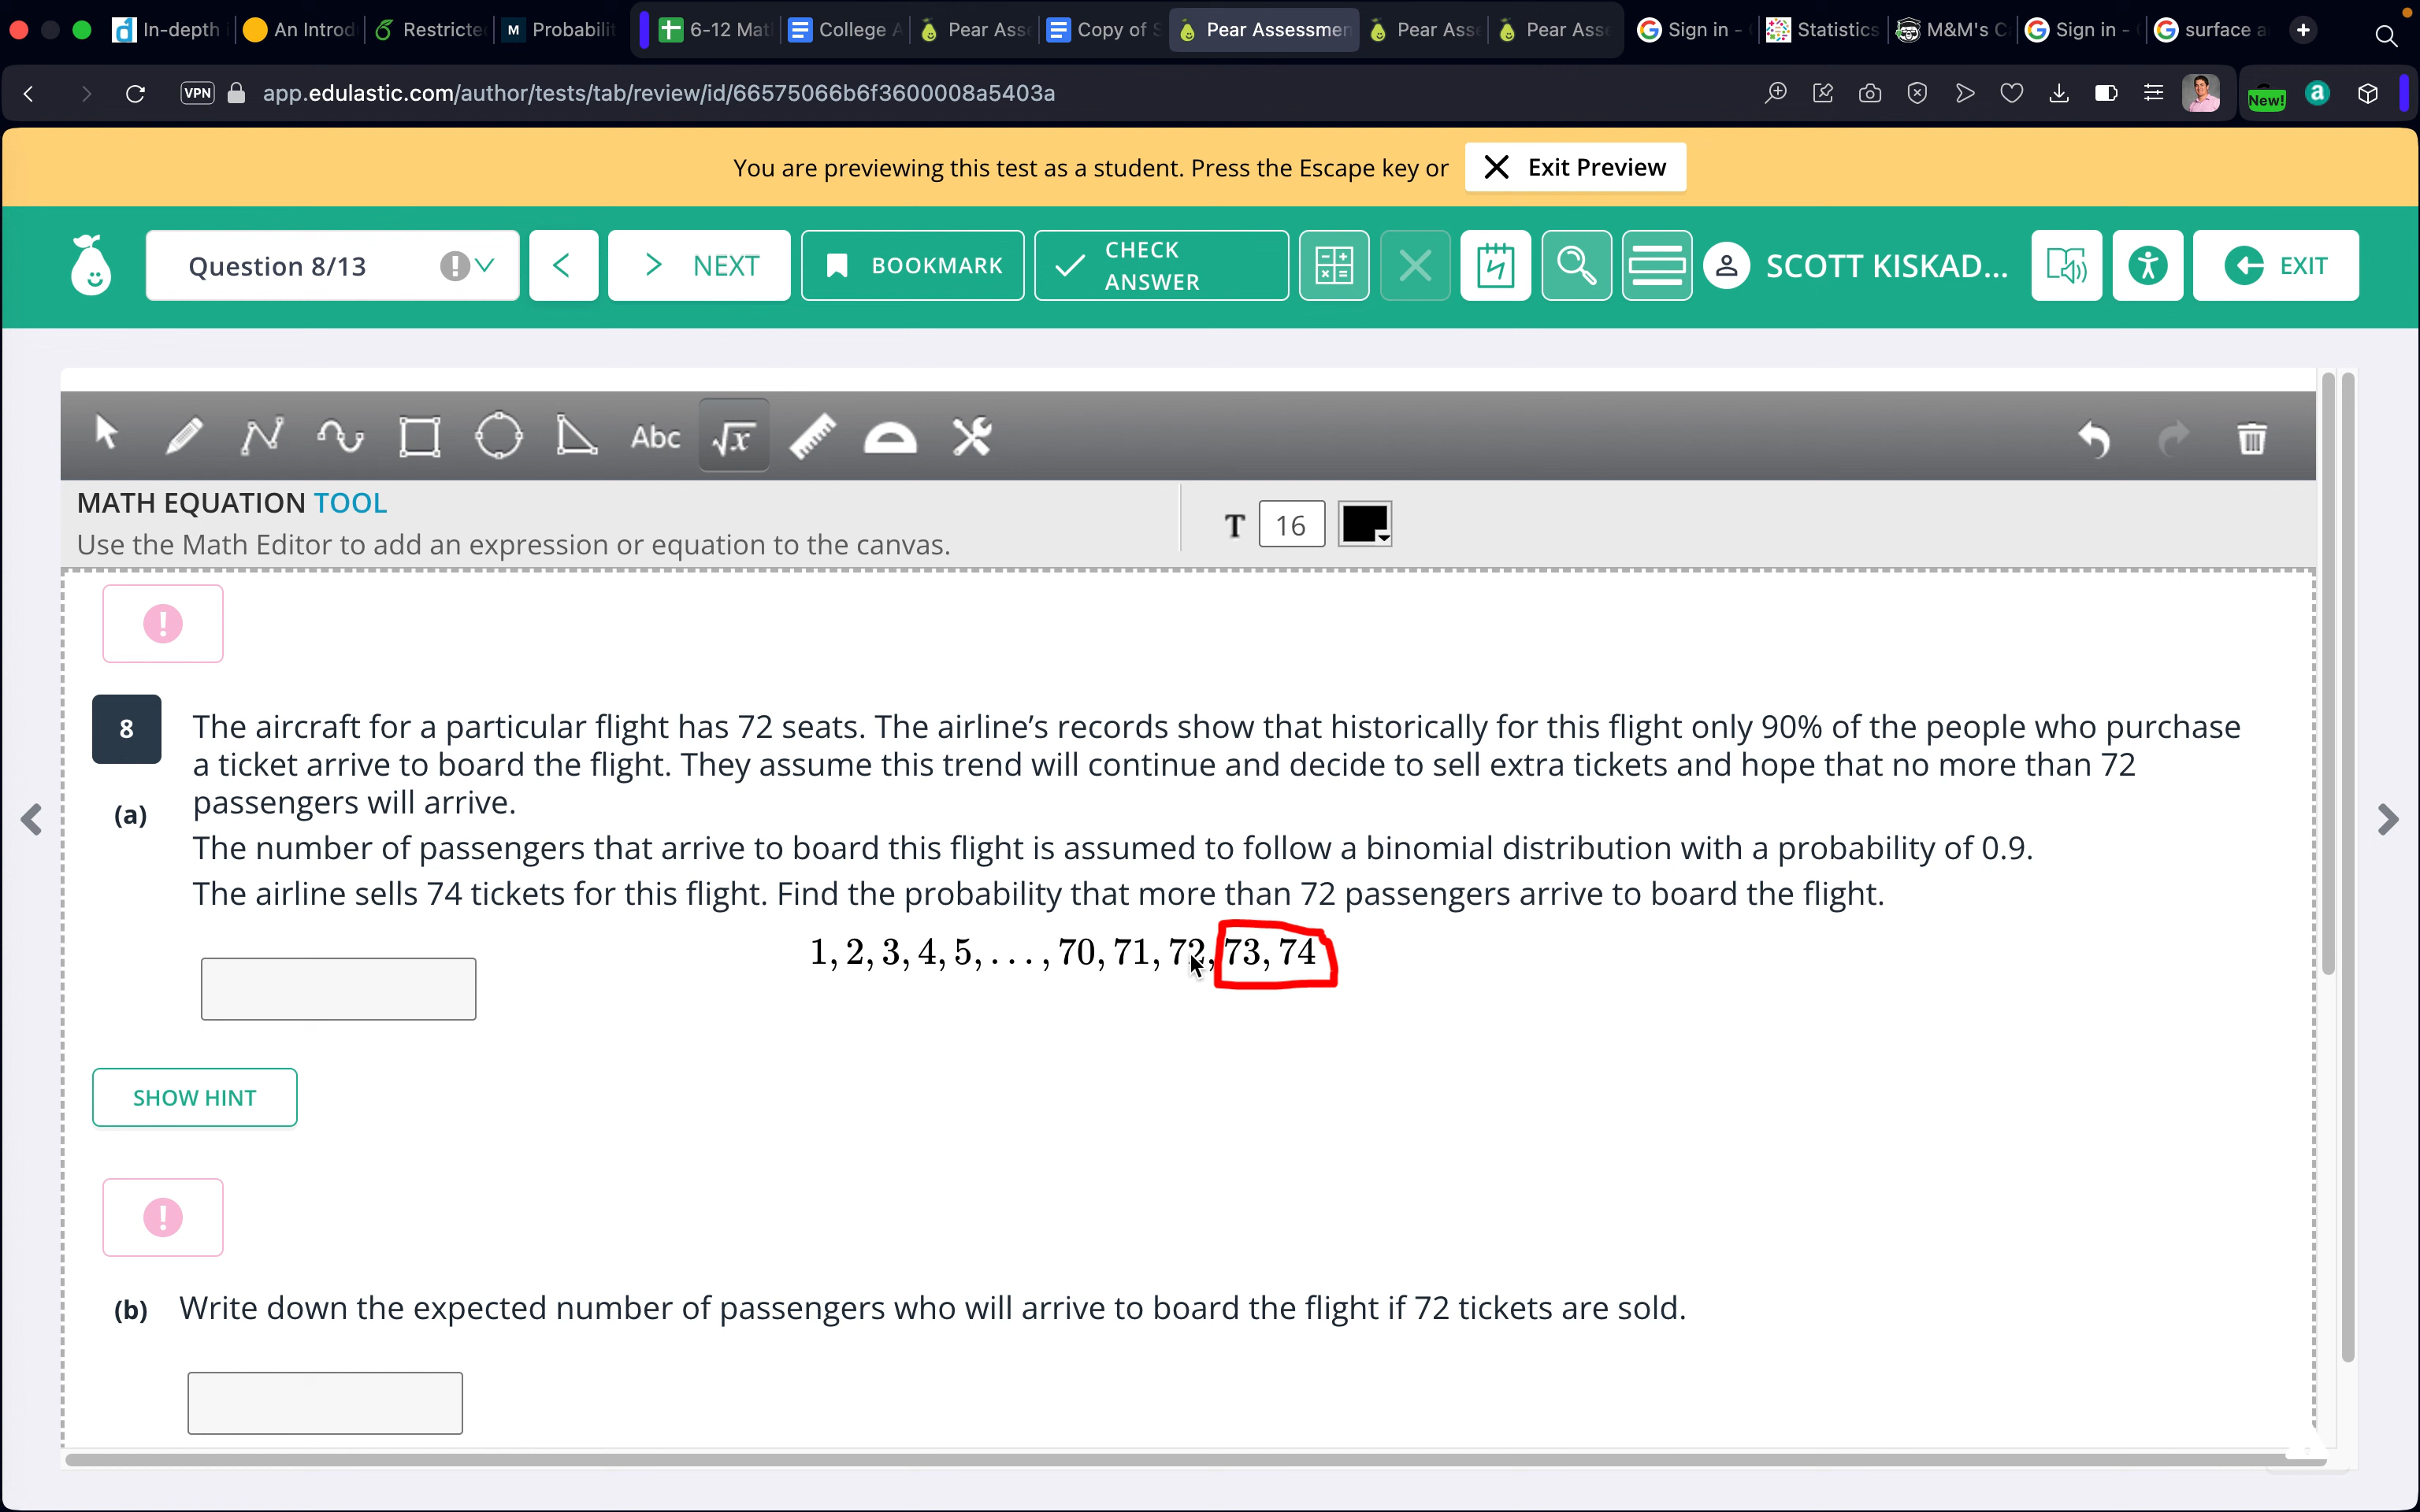 In-depth An Introd Restricte Probabilit 6-12 Mat College A Pear Ass Copy of S Pear Assessmen Pear Ass Pear Ass Sign in - Statistics M&M's C Sign in - surface a
VPN app.edulastic.com/author/tests/tab/review/id/66575066b6f3600008a5403a New!
You are previewing this test as a student. Press the Escape key or Exit Preview
Question 8/13 NEXT BOOKMARK CHECK ANSWER SCOTT KISKAD... EXIT
Abc √x
MATH EQUATION TOOL
T 16
Use the Math Editor to add an expression or equation to the canvas.
8 The aircraft for a particular flight has 72 seats. The airline's records show that historically for this flight only 90% of the people who purchase
a ticket arrive to board the flight. They assume this trend will continue and decide to sell extra tickets and hope that no more than 72
(a) passengers will arrive.
The number of passengers that arrive to board this flight is assumed to follow a binomial distribution with a probability of 0.9.
The airline sells 74 tickets for this flight. Find the probability that more than 72 passengers arrive to board the flight.
1, 2, 3, 4, 5, . . . , 70, 71, 72, 73, 74
SHOW HINT
(b) Write down the expected number of passengers who will arrive to board the flight if 72 tickets are sold.